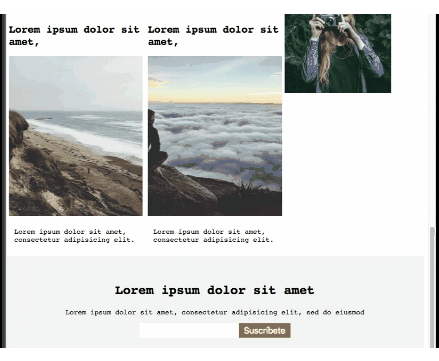 Lorem ipsum dolor sit
amet,
Lorem ipsum dolor sit
amet,
Lorem ipsum dolor sit amet,
consectetur adipisicing elit.
Lorem ipsum dolor sit amet,
consectetur adipisicing elit.
Lorem ipsum dolor sit amet
Lorem ipsum dolor sit amet, consectetur adipisicing elit, sed do eiusmod
Suscríbete